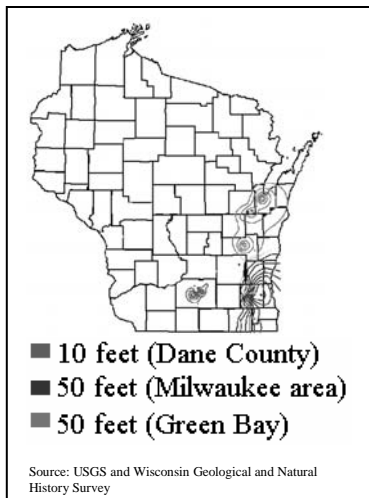 10 feet (Dane County)
50 feet (Milwaukee area)
50 feet (Green Bay)
Source: USGS and Wisconsin Geological and Natural
History Survey